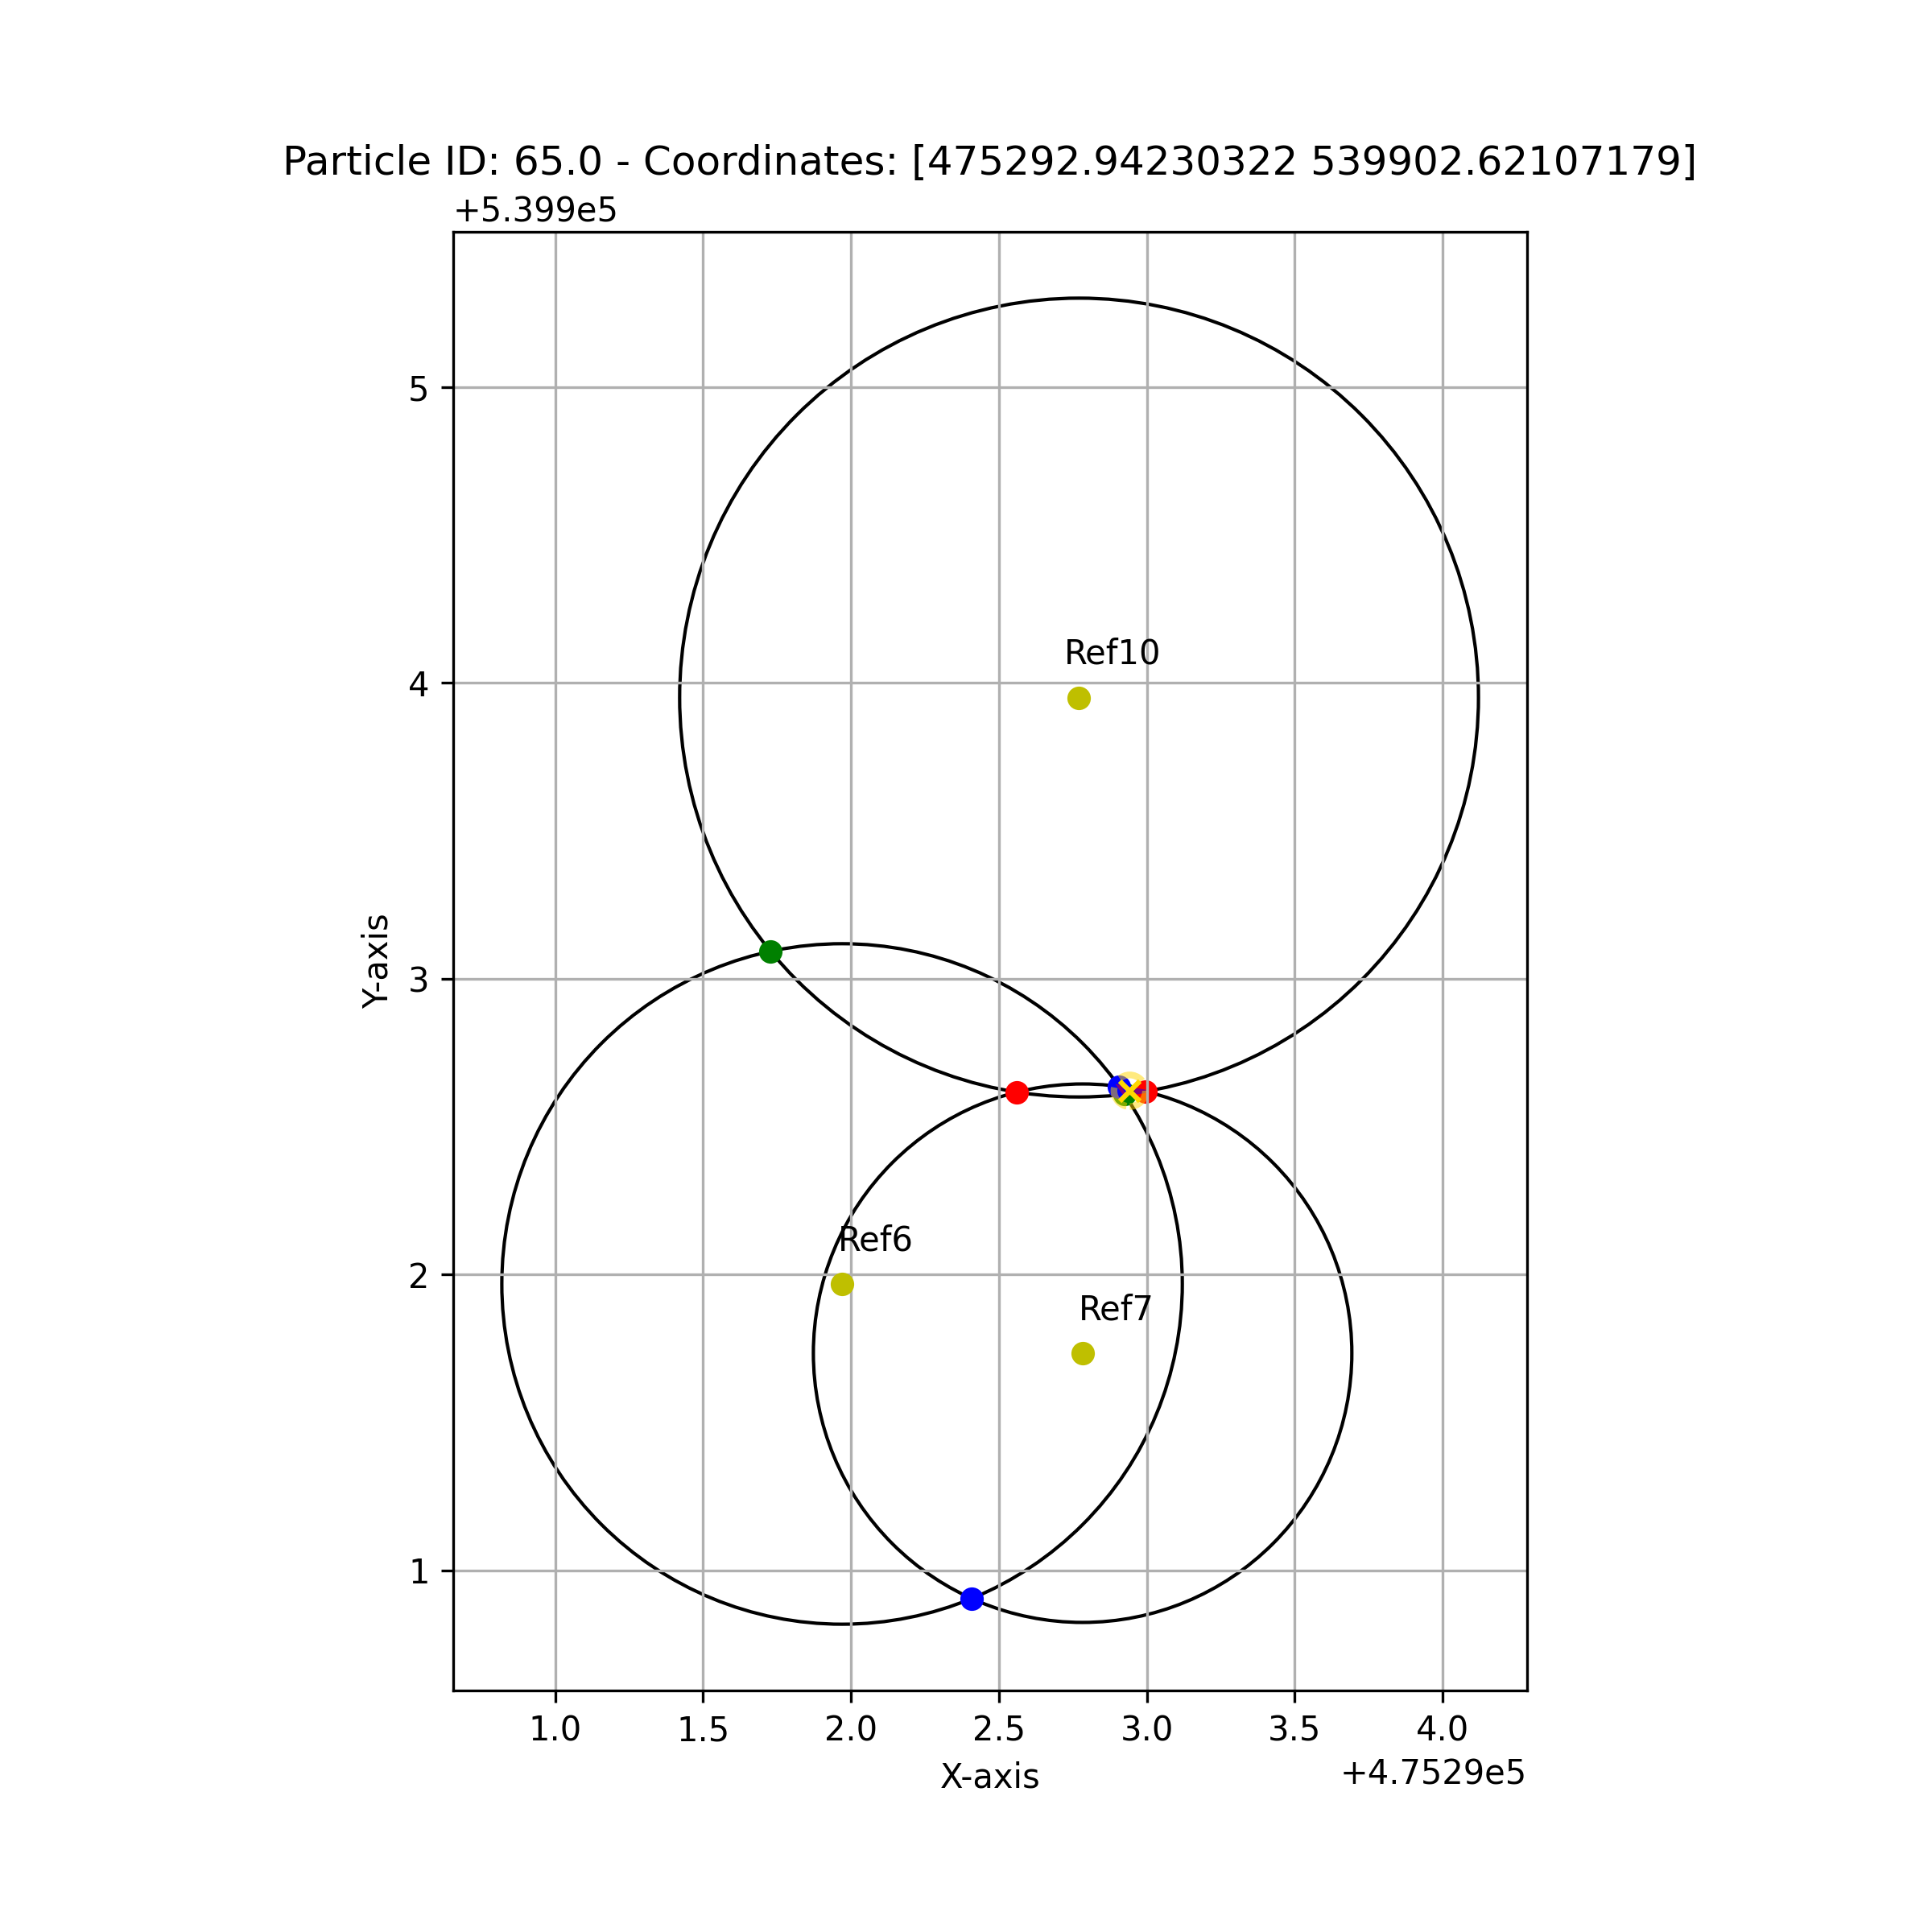 Particle ID: 65.0 - Coordinates: [475292.94230322 539902.62107179]
+5.399e5
5
Ref10
4
Y-axis
3
Ref6
2
Ref7
1
1.0 1.5 2.0 2.5 3.0 3.5 4.0
X-axis
+4.7529e5